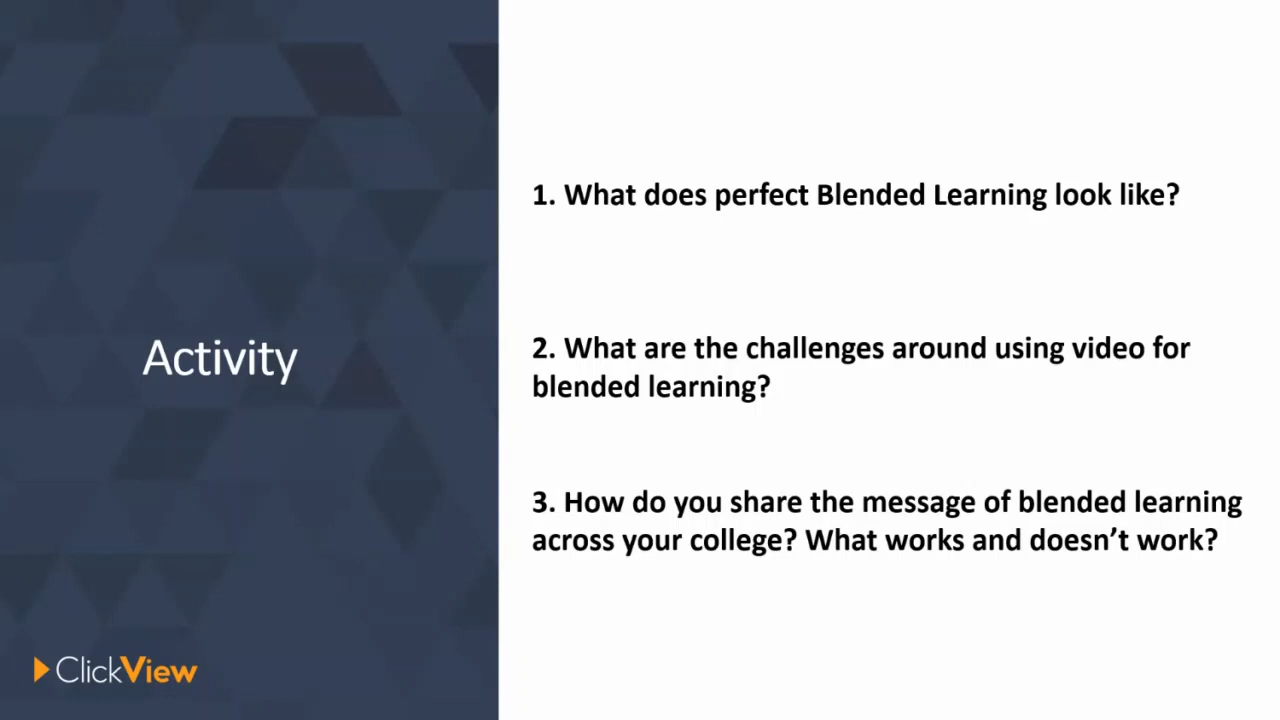 Activity
ClickView
1. What does perfect Blended Learning look like?
2. What are the challenges around using video for
blended learning?
3. How do you share the message of blended learning
across your college? What works and doesn’t work?